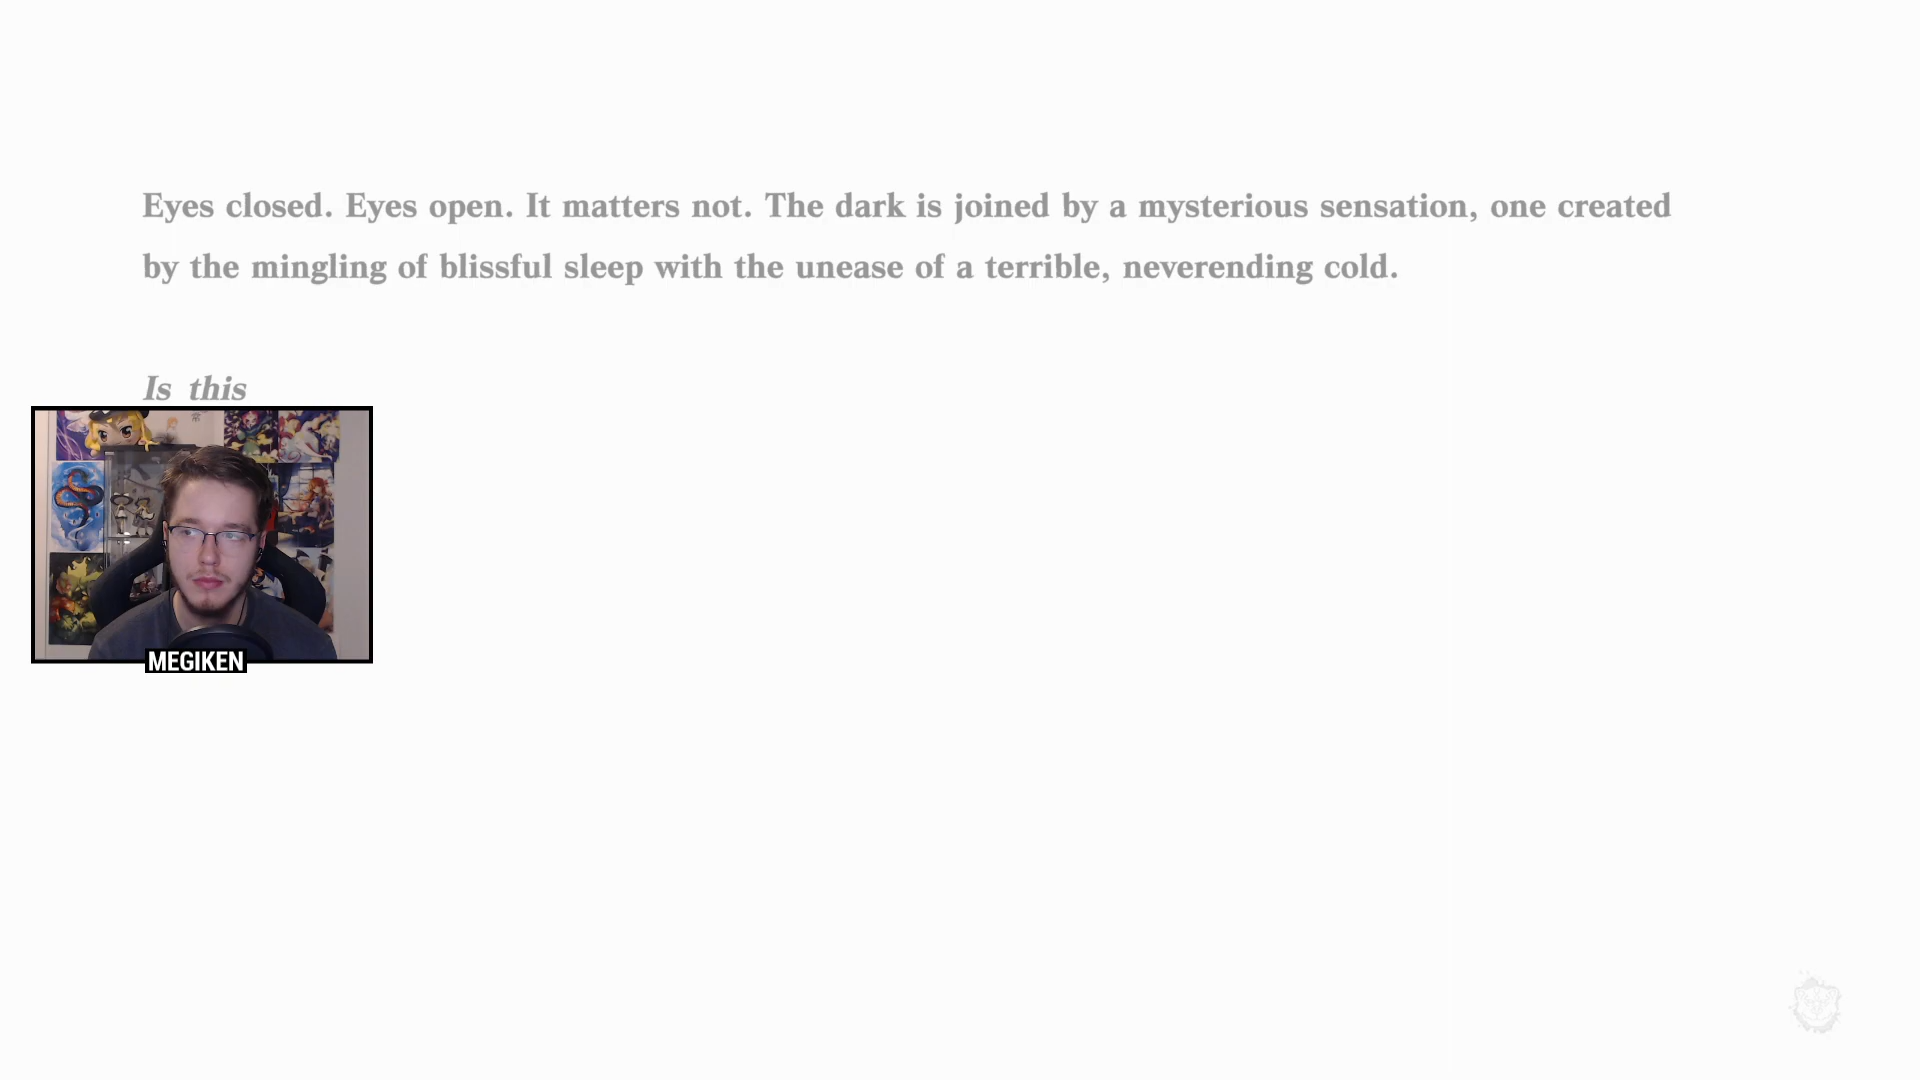 Eyes closed. Eyes open. It matters not. The dark is joined by a mysterious sensation, one created
by the mingling of blissful sleep with the unease of a terrible, neverending cold.
Is this
MEGIKEN